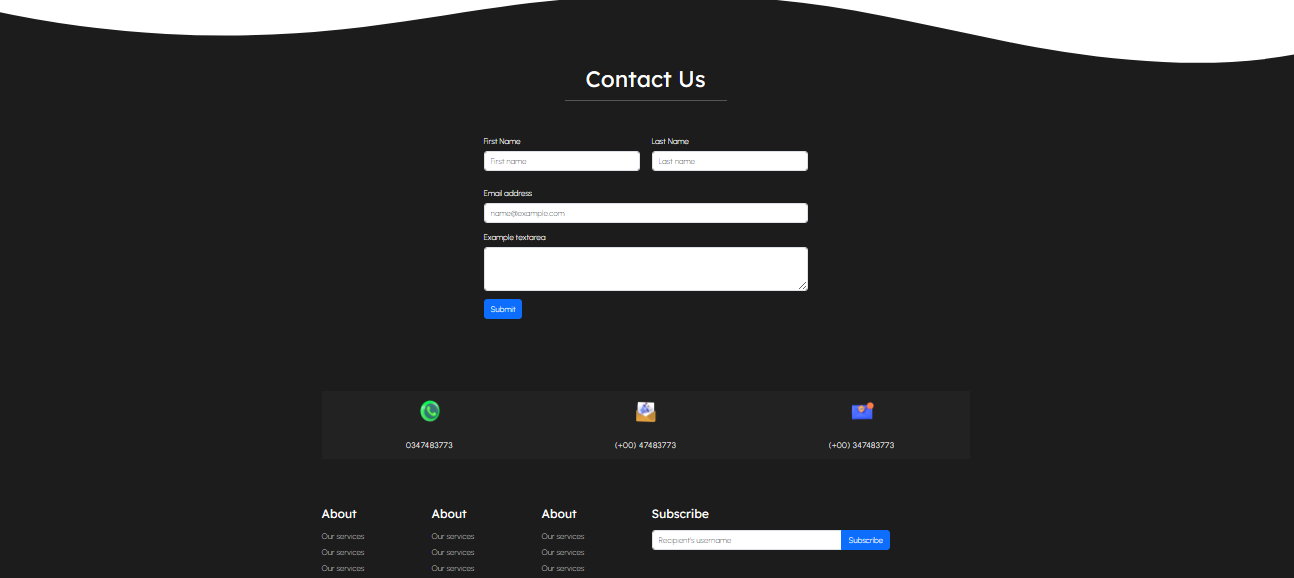 Contact Us
First Name Last Name
First name Last name
Email address
name@example.com
Example textarea
Submit
0347483773 (+00) 47483773 (+00) 347483773
About About About Subscribe
Our services Our services Our services Recipient's username Subscribe
Our services Our services Our services
Our services Our services Our services